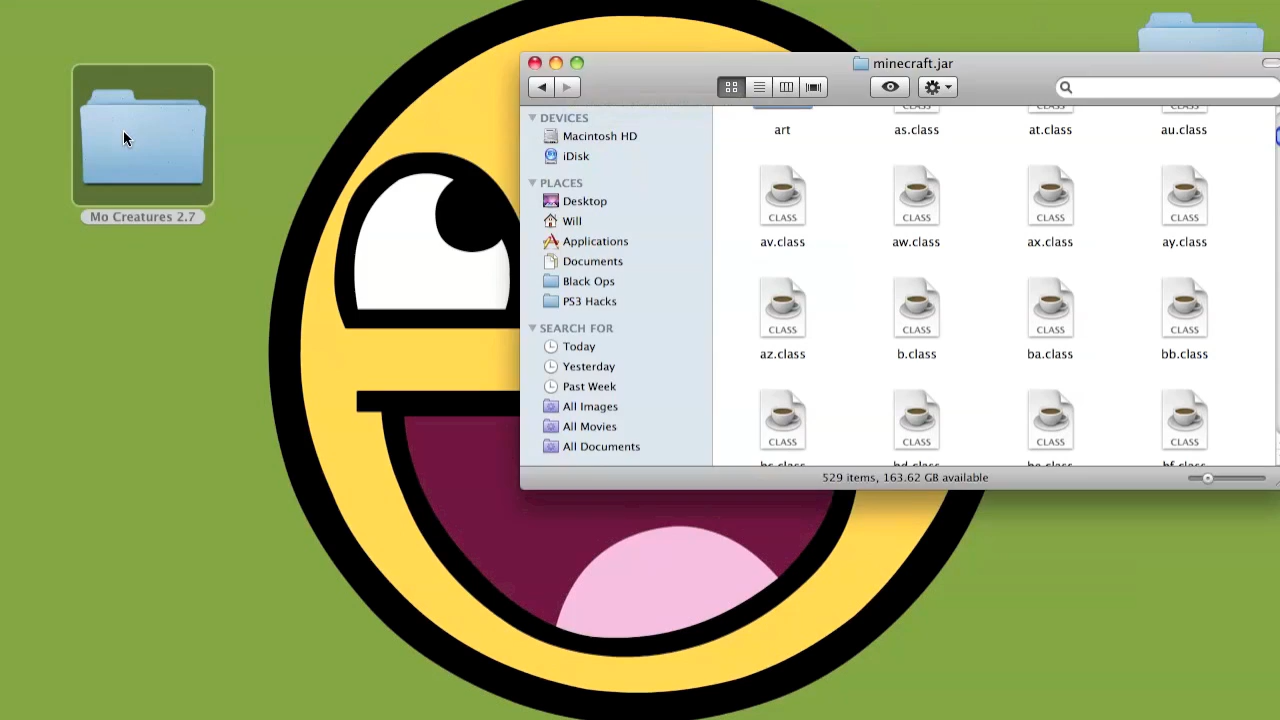 minecraft.jar
DEVICES
Macintosh HD
iDisk
PLACES
Desktop
Will
Applications
Documents
Black Ops
PS3 Hacks
SEARCH FOR
Today
Yesterday
Past Week
All Images
All Movies
All Documents
art as.class at.class au.class
CLASS CLASS CLASS CLASS
av.class aw.class ax.class ay.class
CLASS CLASS CLASS CLASS
az.class b.class ba.class bb.class
CLASS CLASS CLASS CLASS
529 items, 163.62 GB available
Mo Creatures 2.7